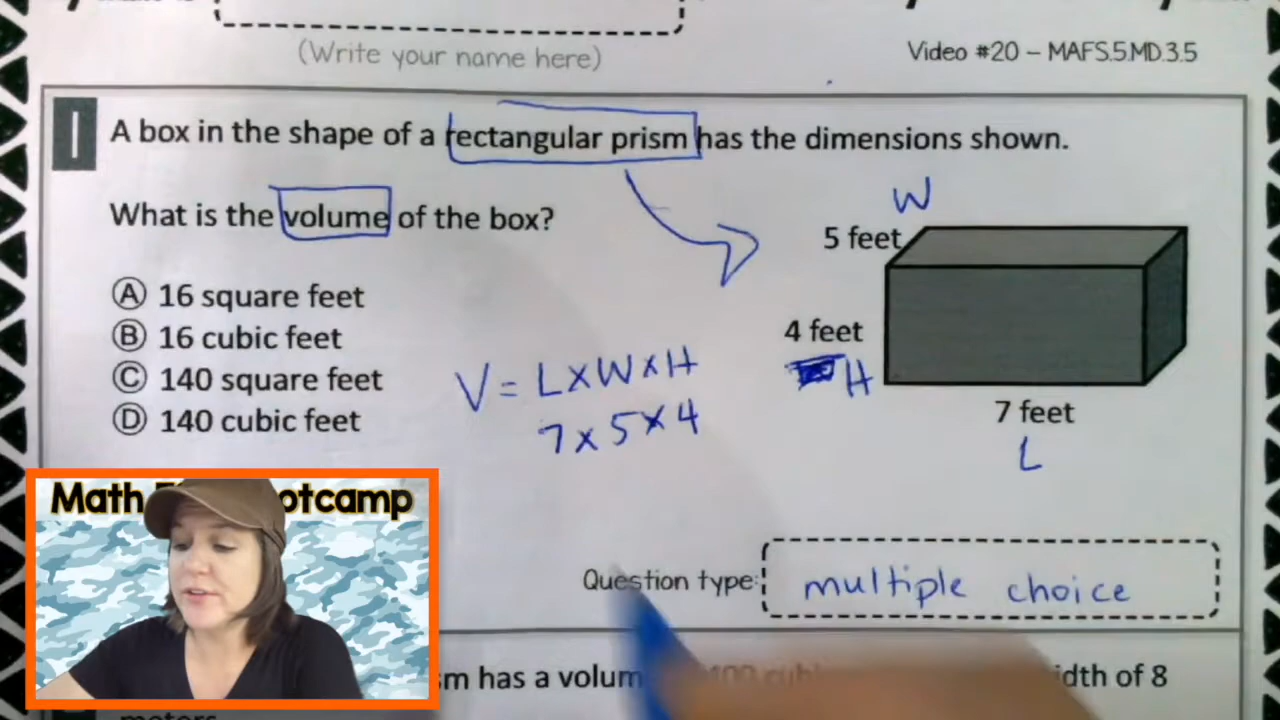 (Write your name here)
Video #20 – MAFS.5.MD.3.5
1
A box in the shape of a rectangular prism has the dimensions shown.
What is the volume of the box?
W
5 feet
4 feet
H
7 feet
L
Ⓐ 16 square feet
Ⓑ 16 cubic feet
Ⓒ 140 square feet
Ⓓ 140 cubic feet
V = L x W x H
7 x 5 x 4
Math
otcamp
Question type: multiple choice
sm has a volum
idth of 8